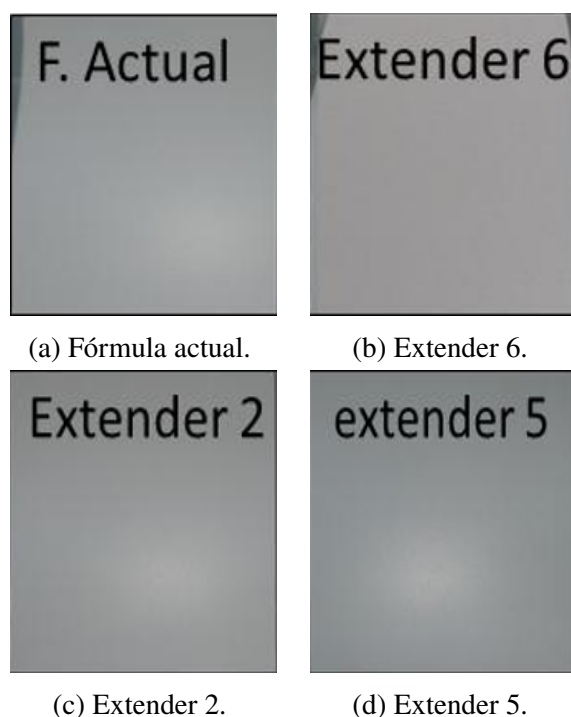 F. Actual
Extender 6
(a) Fórmula actual.
(b) Extender 6.
Extender 2
extender 5
(c) Extender 2.
(d) Extender 5.